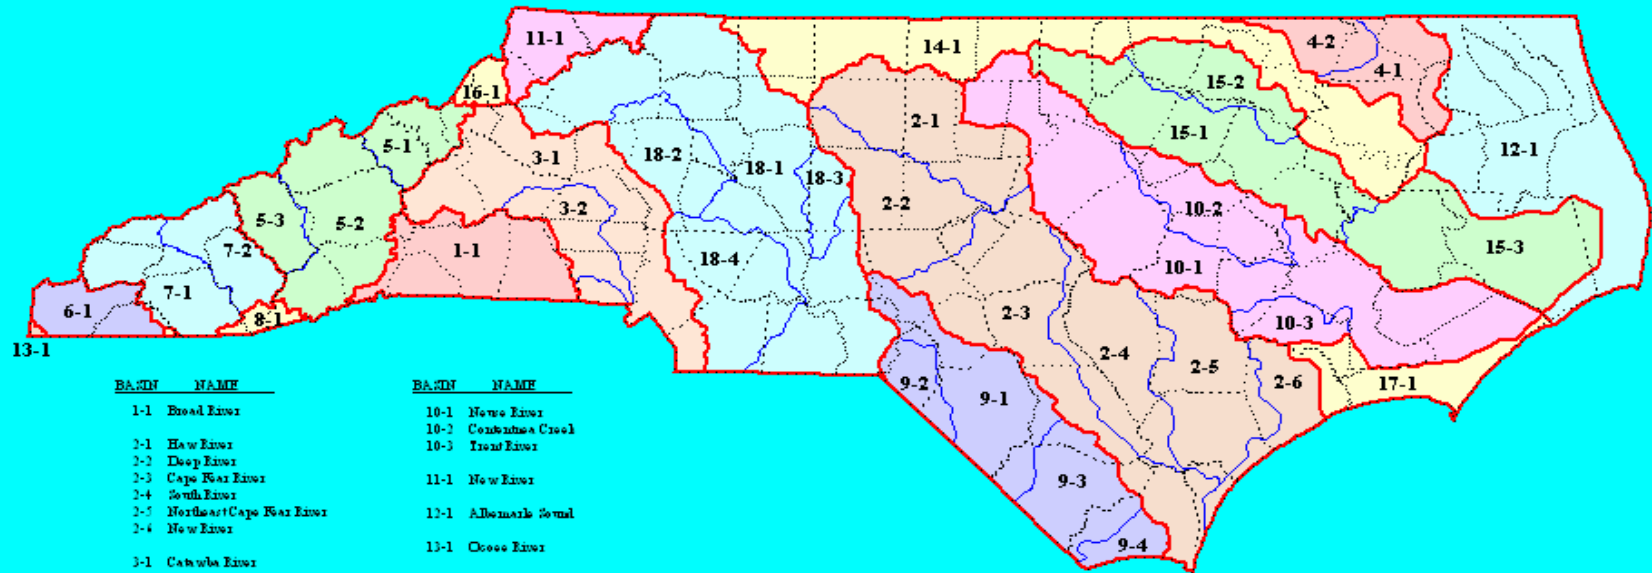 11-1
14-1
4-2
4-1
16-1
15-2
2-1
15-1
5-1
12-1
3-1
18-2
18-1
18-3
2-2
3-2
10-2
5-3
5-2
7-2
1-1
18-4
15-3
10-1
7-1
6-1
8-1
2-3
10-3
13-1
2-4
2-5
9-2
9-1
2-6
17-1
9-3
9-4
BASIN NAME
1-1 Broad River
2-1 Haw River
2-2 Deep River
2-3 Cape Fear River
2-4 South River
2-5 Northeast Cape Fear River
2-6 New River
3-1 Catawba River
BASIN NAME
10-1 Neuse River
10-2 Contentnea Creek
10-3 Trent River
11-1 New River
12-1 Albemarle Sound
13-1 Ocoee River